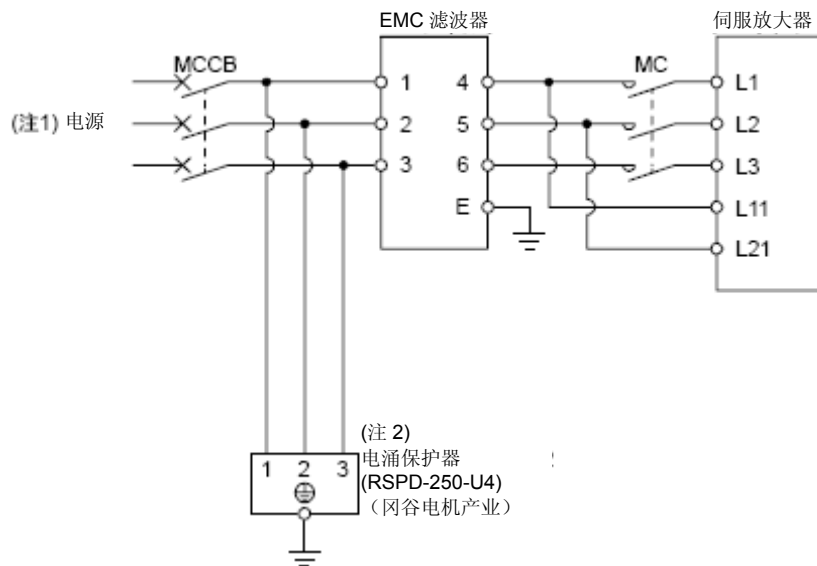 EMC 滤波器
伺服放大器
MCCB
MC
1
4
L1
(注1) 电源
2
5
L2
3
6
L3
E
L11
L21
(注 2)
电涌保护器
1 2 3
(RSPD-250-U4)
（冈谷电机产业）